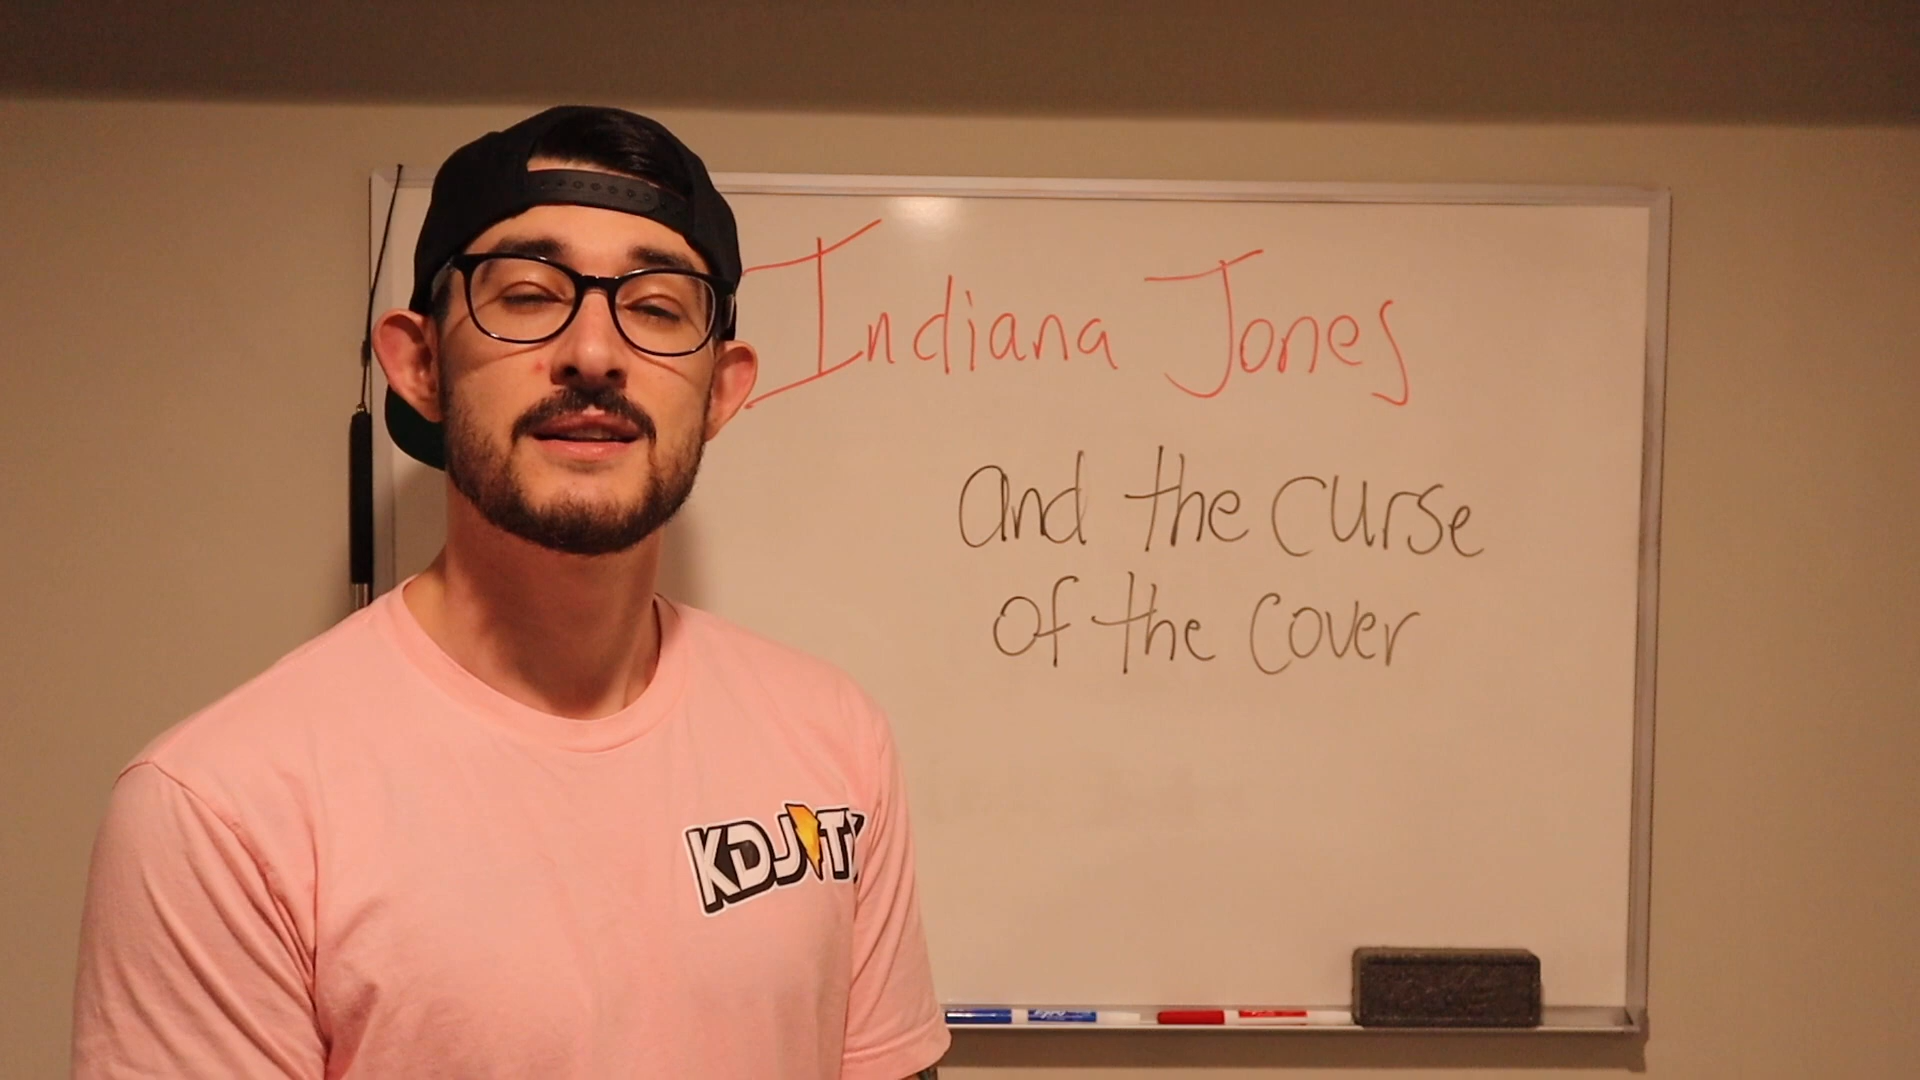 Indiana Jones
and the curse
of the cover
KDJ